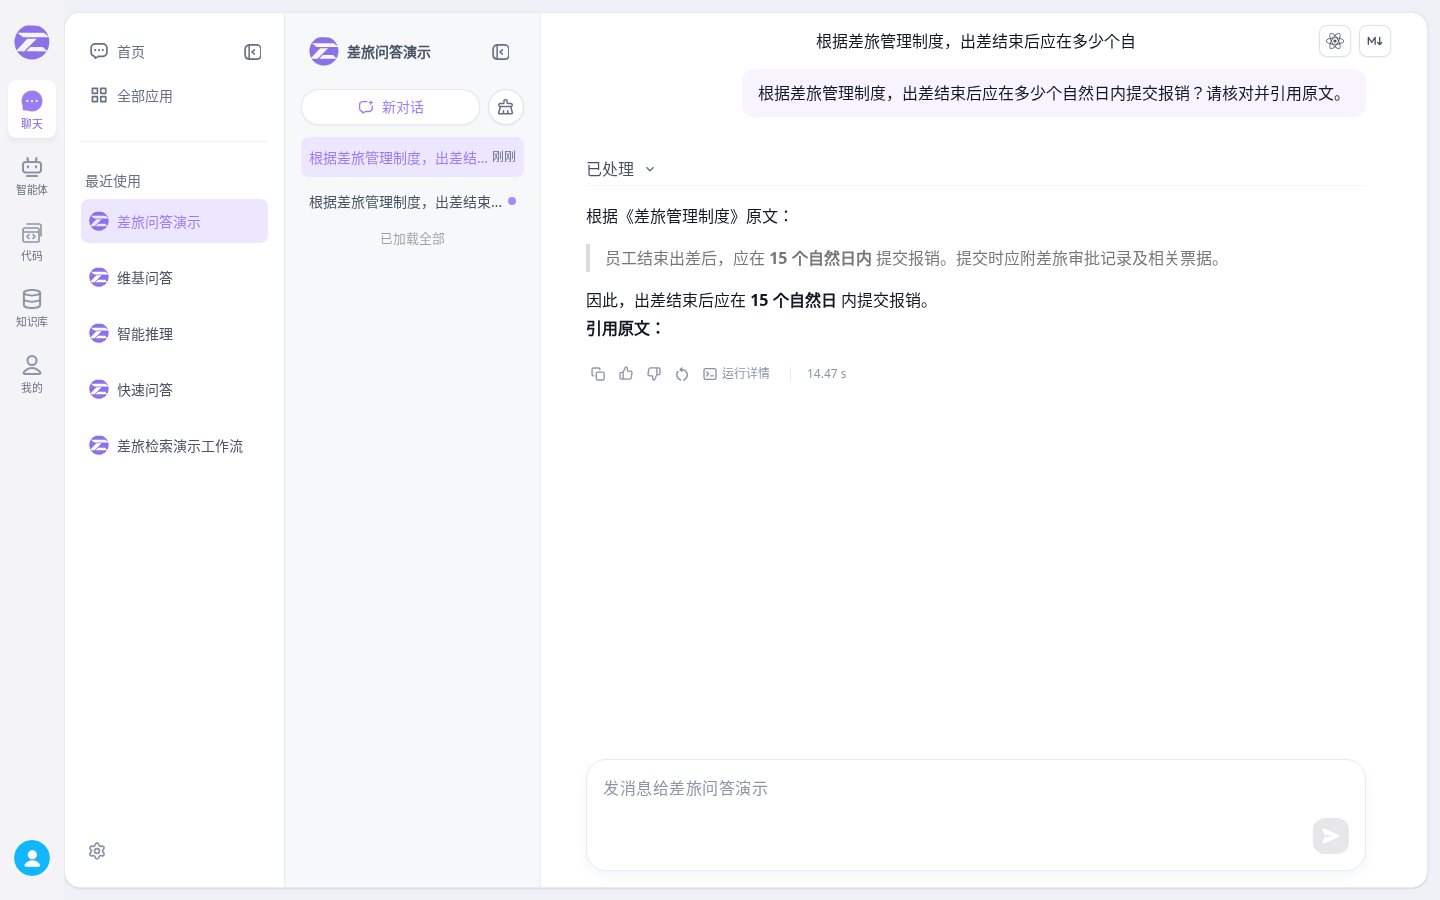 聊天
智能体
代码
知识库
我的
首页
全部应用
最近使用
差旅问答演示
维基问答
智能推理
快速问答
差旅检索演示工作流
差旅问答演示
新对话
根据差旅管理制度，出差结... 刚刚
根据差旅管理制度，出差结束...
已加载全部
根据差旅管理制度，出差结束后应在多少个自
M↓
根据差旅管理制度，出差结束后应在多少个自然日内提交报销？请核对并引用原文。
已处理
根据《差旅管理制度》原文：
员工结束出差后，应在 15 个自然日内 提交报销。提交时应附差旅审批记录及相关票据。
因此，出差结束后应在 15 个自然日 内提交报销。
引用原文：
运行详情 14.47 s
发消息给差旅问答演示